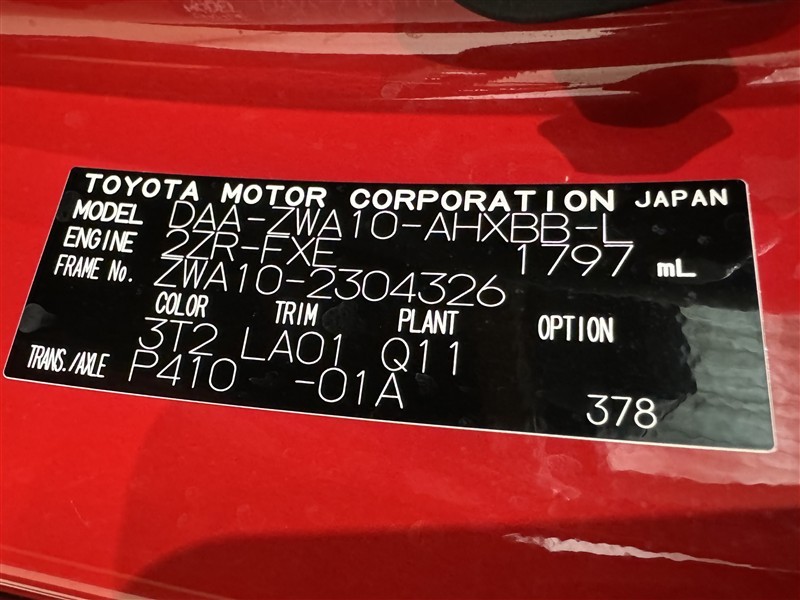 TOYOTA MOTOR CORPORATION JAPAN
MODEL DAA-ZWA10-AHXBB-L
ENGINE 2ZR-FXE 1797 mL
FRAME No. ZWA10-2304326
COLOR TRIM PLANT OPTION
3T2 LA01 Q11
TRANS./AXLE P410 -01A
378